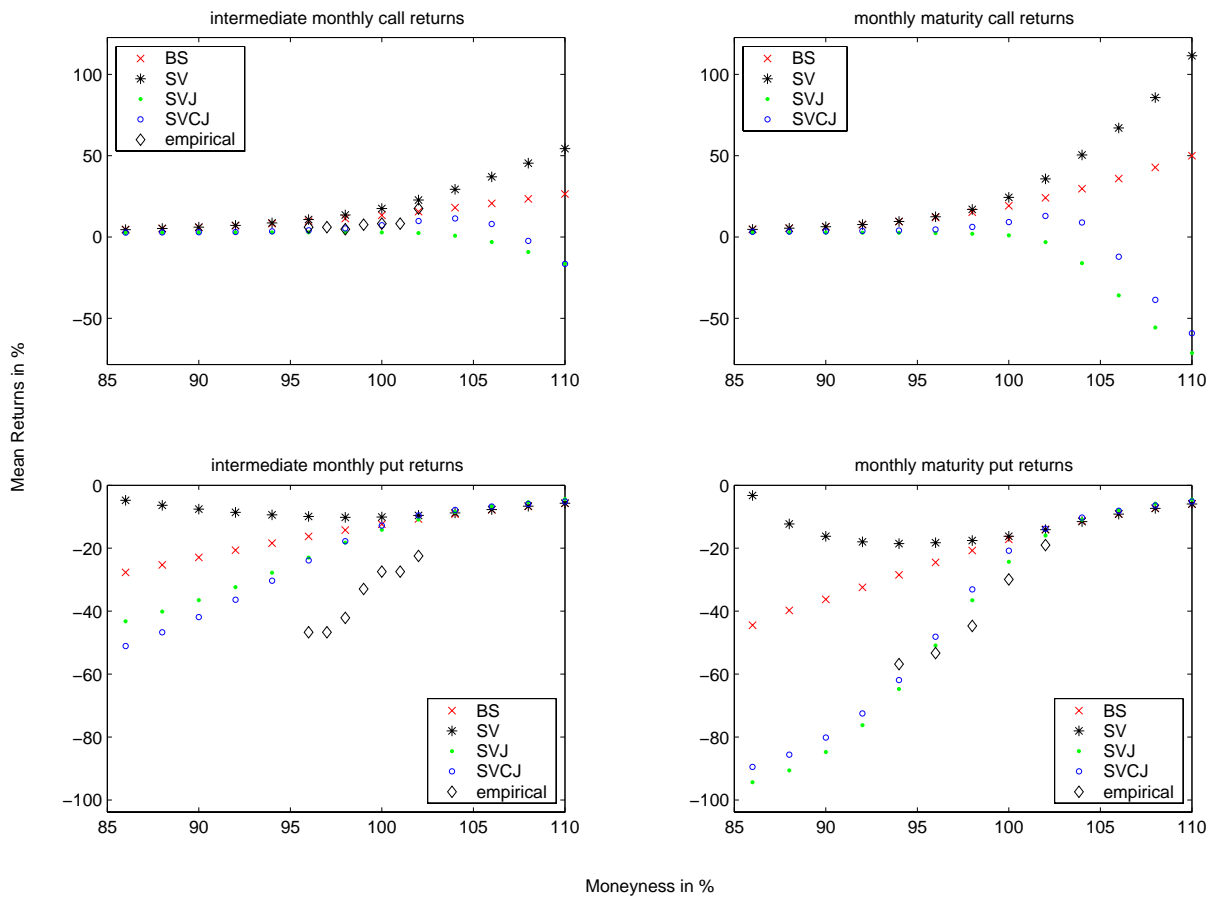 intermediate monthly call returns
BS
SV
SVJ
SVCJ
empirical
100
50
0
−50
85 90 95 100 105 110
monthly maturity call returns
BS
SV
SVJ
SVCJ
100
50
0
−50
85 90 95 100 105 110
Mean Returns in %
intermediate monthly put returns
0
−20
−40
−60
−80
−100
BS
SV
SVJ
SVCJ
empirical
85 90 95 100 105 110
monthly maturity put returns
0
−20
−40
−60
−80
−100
BS
SV
SVJ
SVCJ
empirical
85 90 95 100 105 110
Moneyness in %